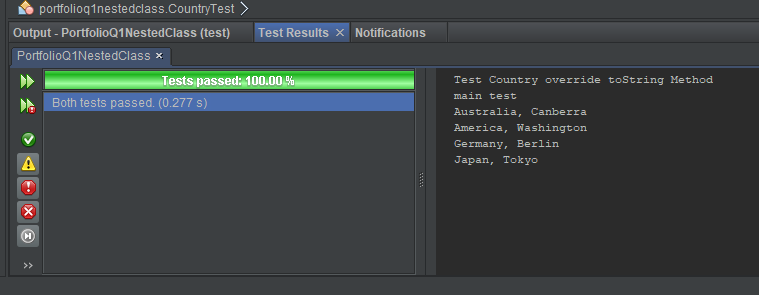 portfolioq1nestedclass.CountryTest
Output - PortfolioQ1NestedClass (test) Test Results Notifications
PortfolioQ1NestedClass
Tests passed: 100.00 %
Both tests passed. (0.277 s)
Test Country override toString Method
main test
Australia, Canberra
America, Washington
Germany, Berlin
Japan, Tokyo